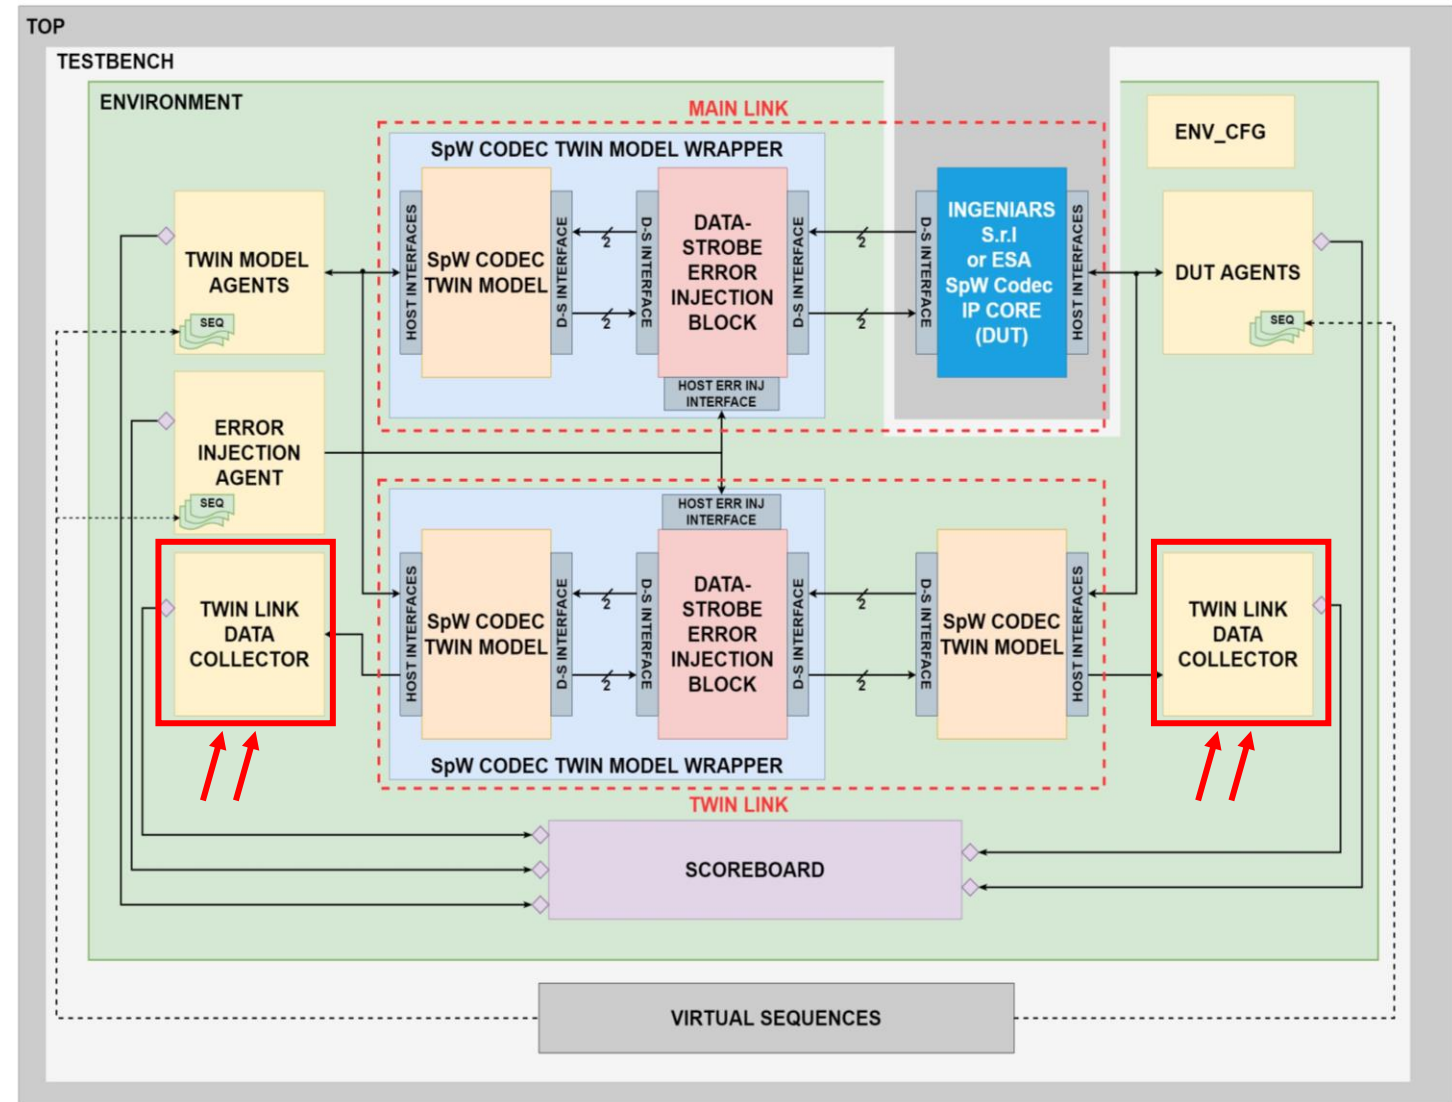 TOP
TESTBENCH
ENVIRONMENT
MAIN LINK
ENV_CFG
SpW CODEC TWIN MODEL WRAPPER
TWIN MODEL
AGENTS
SEQ
HOST INTERFACES
SpW CODEC
TWIN MODEL
D-S INTERFACE
2
2
D-S INTERFACE
DATA-
STROBE
ERROR
INJECTION
BLOCK
D-S INTERFACE
HOST ERR INJ
INTERFACE
2
2
D-S INTERFACE
INGENIARS
S.r.l
or ESA
SpW Codec
IP CORE
(DUT)
HOST INTERFACES
DUT AGENTS
SEQ
ERROR
INJECTION
AGENT
SEQ
TWIN LINK
DATA
COLLECTOR
HOST INTERFACES
SpW CODEC
TWIN MODEL
D-S INTERFACE
2
2
D-S INTERFACE
HOST ERR INJ
INTERFACE
DATA-
STROBE
ERROR
INJECTION
BLOCK
D-S INTERFACE
2
2
D-S INTERFACE
SpW CODEC
TWIN MODEL
HOST INTERFACES
TWIN LINK
DATA
COLLECTOR
SpW CODEC TWIN MODEL WRAPPER
TWIN LINK
SCOREBOARD
VIRTUAL SEQUENCES